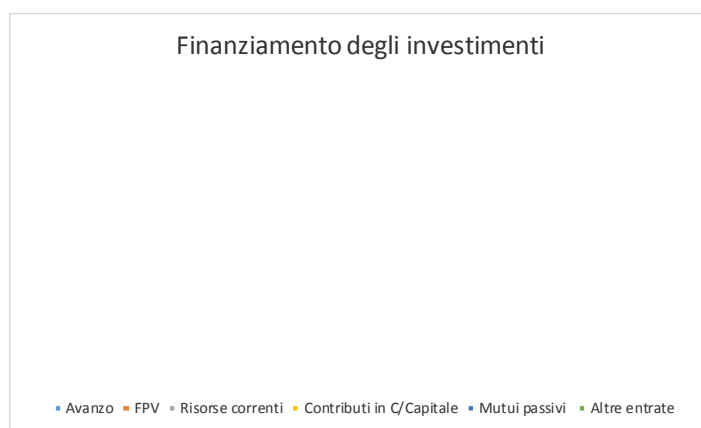 Finanziamento degli investimenti
Avanzo FPV Risorse correnti Contributi in C/Capitale Mutui passivi Altre entrate